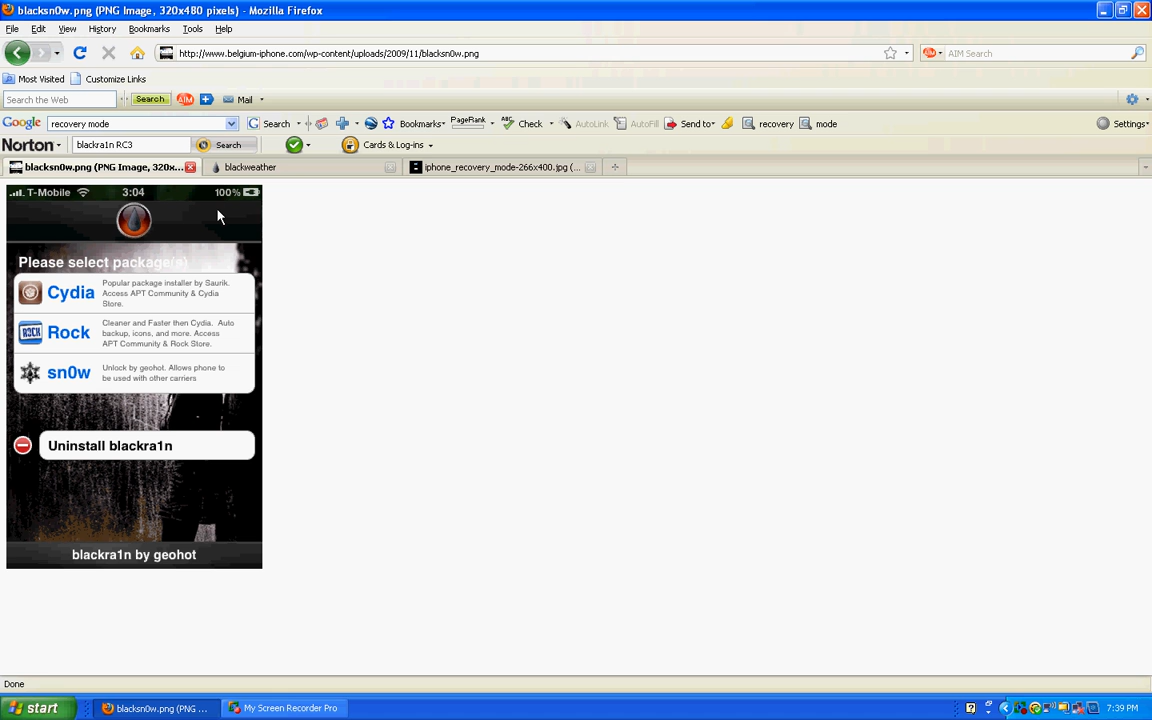 blacksn0w.png (PNG Image, 320x480 pixels) - Mozilla Firefox
File Edit View History Bookmarks Tools Help
http://www.belgium-iphone.com/wp-content/uploads/2009/11/blacksn0w.png AIM Search
Most Visited Customize Links
Search the Web Search AIM Mail
Google recovery mode Search Bookmarks PageRank Check AutoLink AutoFill Send to recovery mode Settings
Norton blackra1n RC3 Search Cards & Log-ins
blacksn0w.png (PNG Image, 320x... blackweather iphone_recovery_mode-266x400.jpg (...
T-Mobile 3:04 100%
Please select package(s)
Cydia
Popular package installer by Saurik.
Access APT Community & Cydia
Store.
Rock
Cleaner and Faster then Cydia. Auto
backup, icons, and more. Access
APT Community & Rock Store.
sn0w
Unlock by geohot. Allows phone to
be used with other carriers
Uninstall blackra1n
blackra1n by geohot
Done
start blacksn0w.png (PNG ... My Screen Recorder Pro 7:39 PM